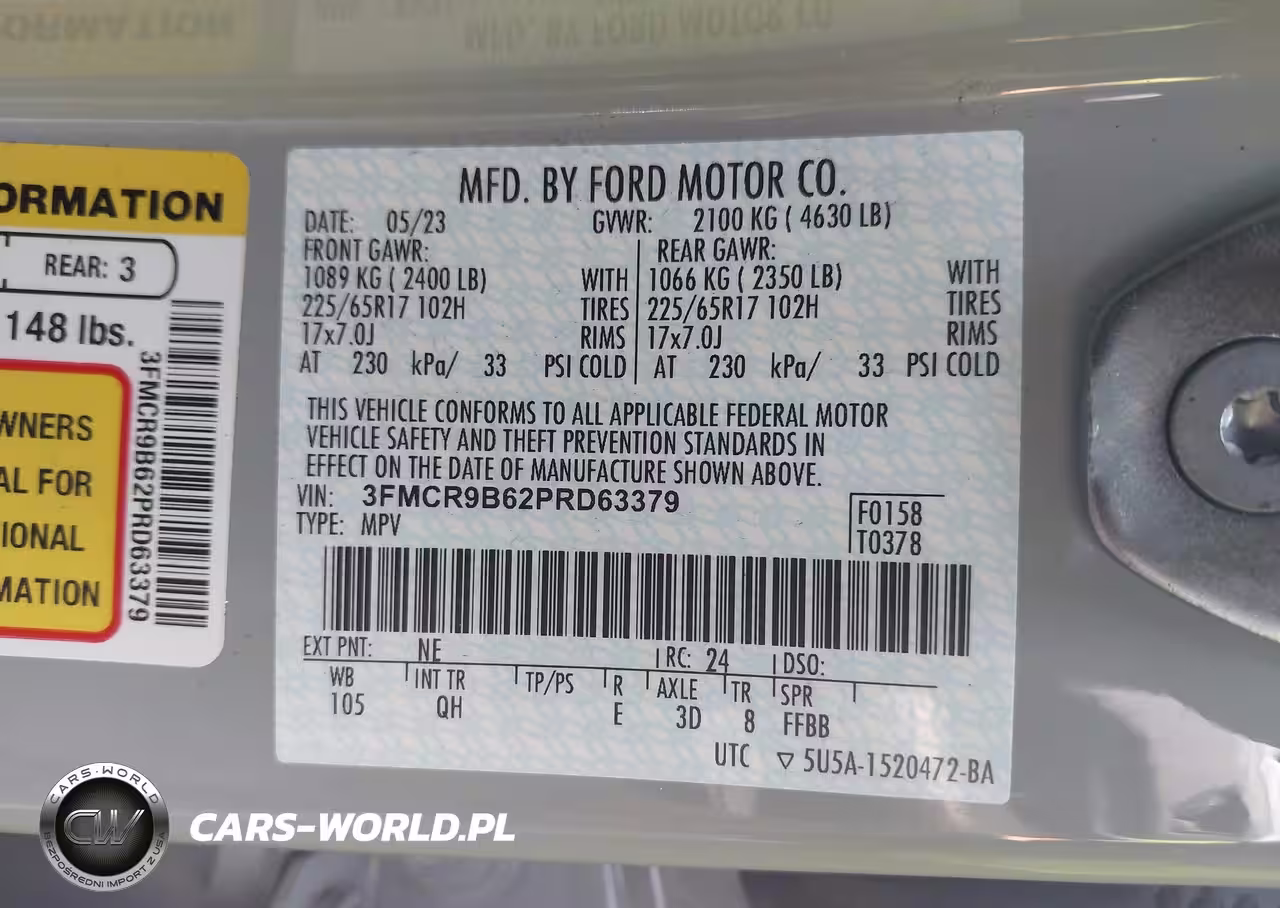 ORMATION
REAR: 3
148 lbs.
WNERS
AL FOR
IONAL
MATION
3FMCR9B62PRD63379
MFD. BY FORD MOTOR CO.
DATE: 05/23 GVWR: 2100 KG ( 4630 LB)
FRONT GAWR: REAR GAWR:
1089 KG ( 2400 LB) WITH 1066 KG ( 2350 LB) WITH
225/65R17 102H TIRES 225/65R17 102H TIRES
17x7.0J RIMS 17x7.0J RIMS
AT 230 kPa/ 33 PSI COLD AT 230 kPa/ 33 PSI COLD
THIS VEHICLE CONFORMS TO ALL APPLICABLE FEDERAL MOTOR
VEHICLE SAFETY AND THEFT PREVENTION STANDARDS IN
EFFECT ON THE DATE OF MANUFACTURE SHOWN ABOVE.
VIN: 3FMCR9B62PRD63379
TYPE: MPV
F0158
T0378
EXT PNT: NE RC: 24 DSO:
WB INT TR TP/PS R AXLE TR SPR
105 QH E 3D 8 FFBB
UTC ▽ 5U5A-1520472-BA
CARS-WORLD
CW
BEZPOŚREDNI IMPORT Z USA
CARS-WORLD.PL